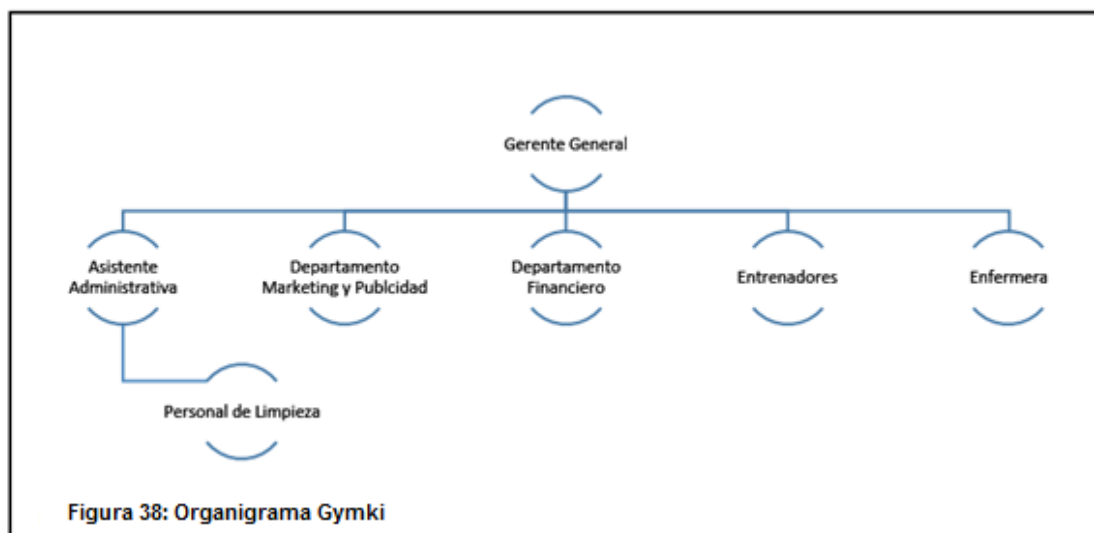 Gerente General
Asistente
Administrativa
Departamento
Marketing y Publcidad
Departamento
Financiero
Entrenadores
Enfermera
Personal de Limpieza
Figura 38: Organigrama Gymki